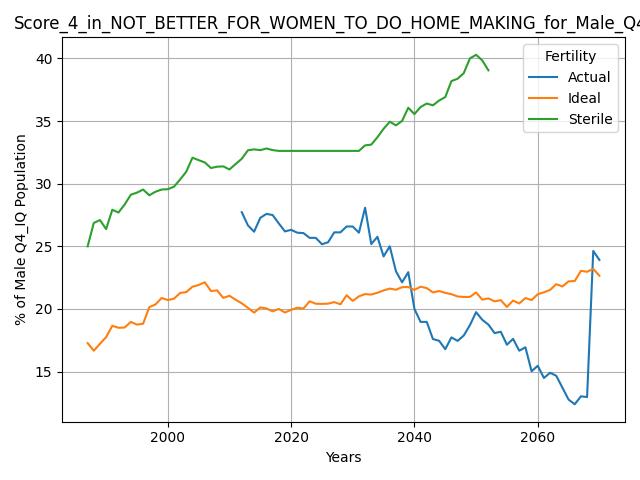 Score_4_in_NOT_BETTER_FOR_WOMEN_TO_DO_HOME_MAKING_for_Male_Q4
Fertility
Actual
Ideal
Sterile
% of Male Q4_IQ Population
40
35
30
25
20
15
2000
2020
2040
2060
Years